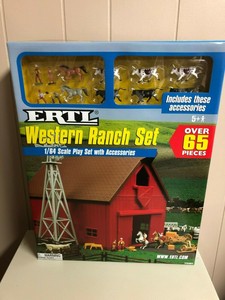 ERTL
Western Ranch Set
1/64 Scale Play Set with Accessories
Includes these
accessories
5+
OVER
65
PIECES
WWW.ERTL.COM